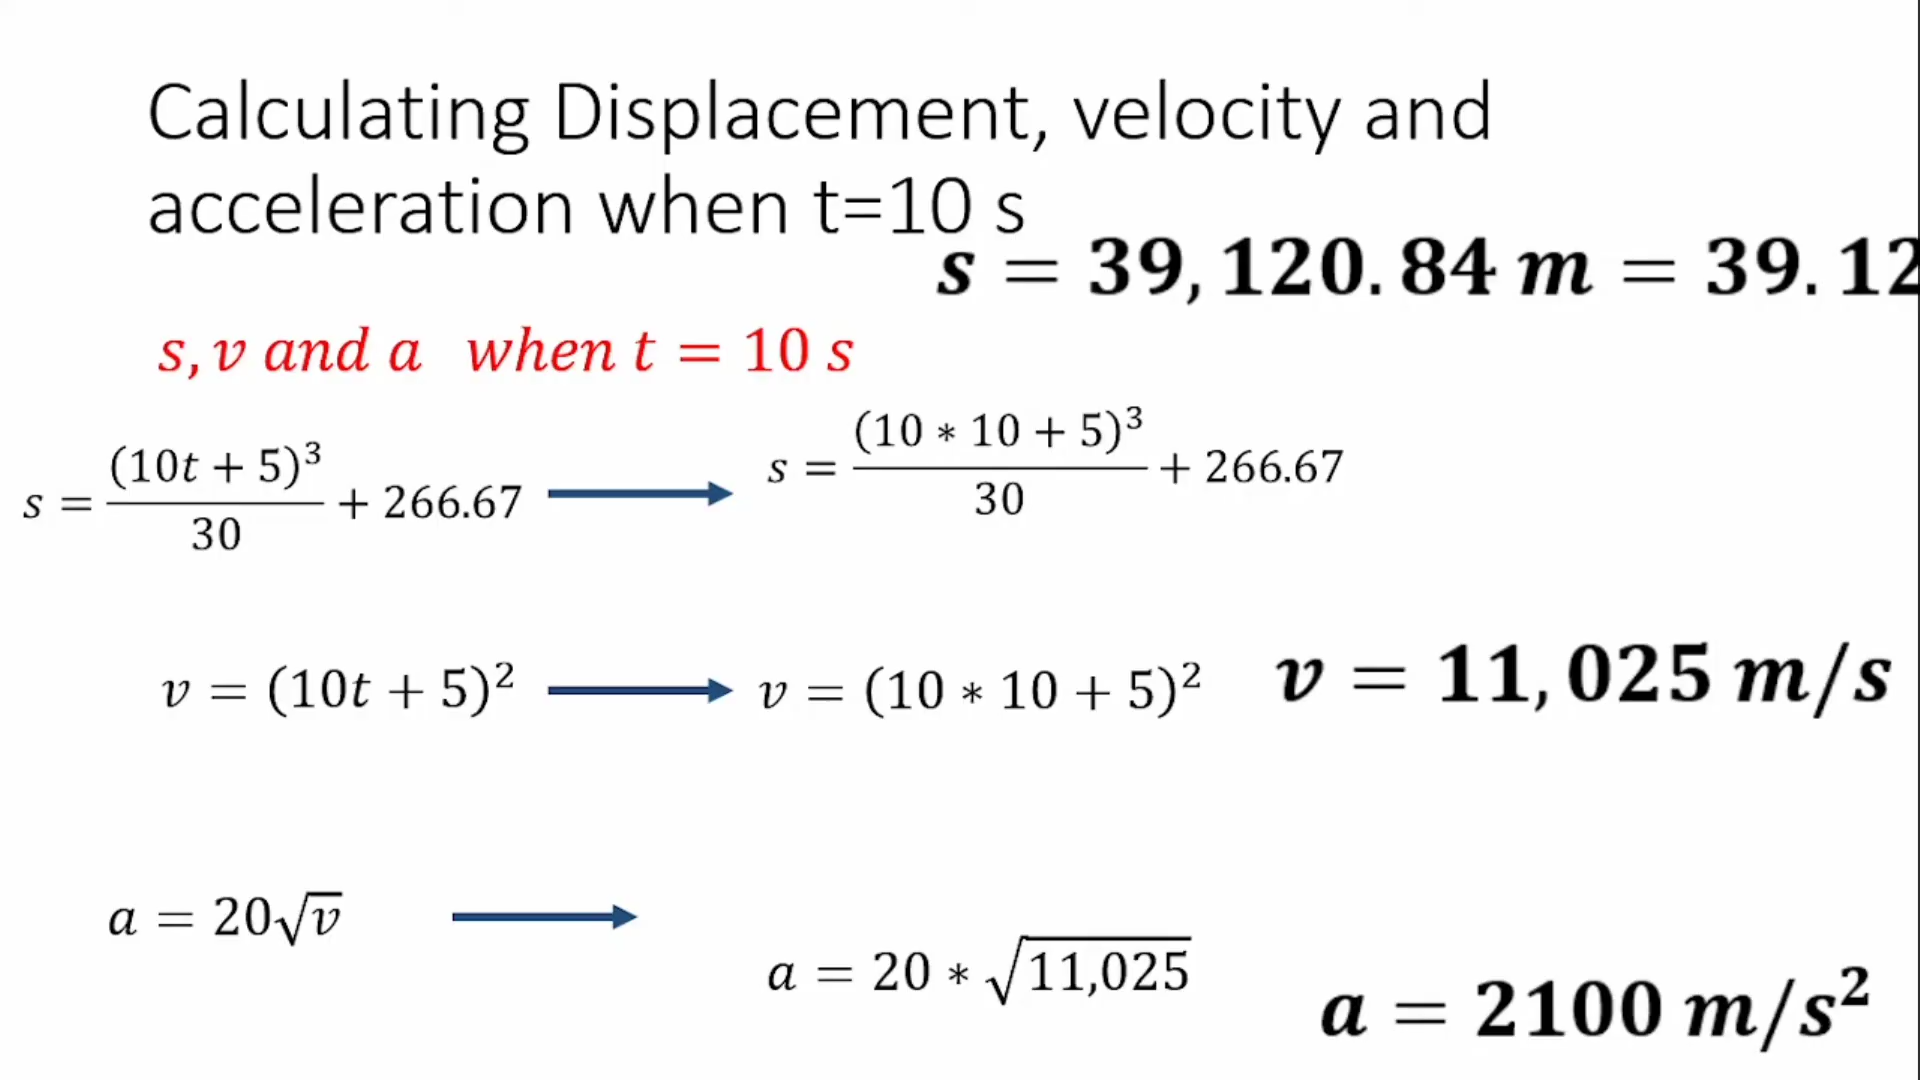 Calculating Displacement, velocity and
acceleration when t=10 s
s = 39,120.84 m = 39.12
s, v and a when t = 10 s
s = (10t + 5)³ / 30 + 266.67
s = (10 * 10 + 5)³ / 30 + 266.67
v = (10t + 5)²
v = (10 * 10 + 5)²
v = 11,025 m/s
a = 20√v
a = 20 * √11,025
a = 2100 m/s²